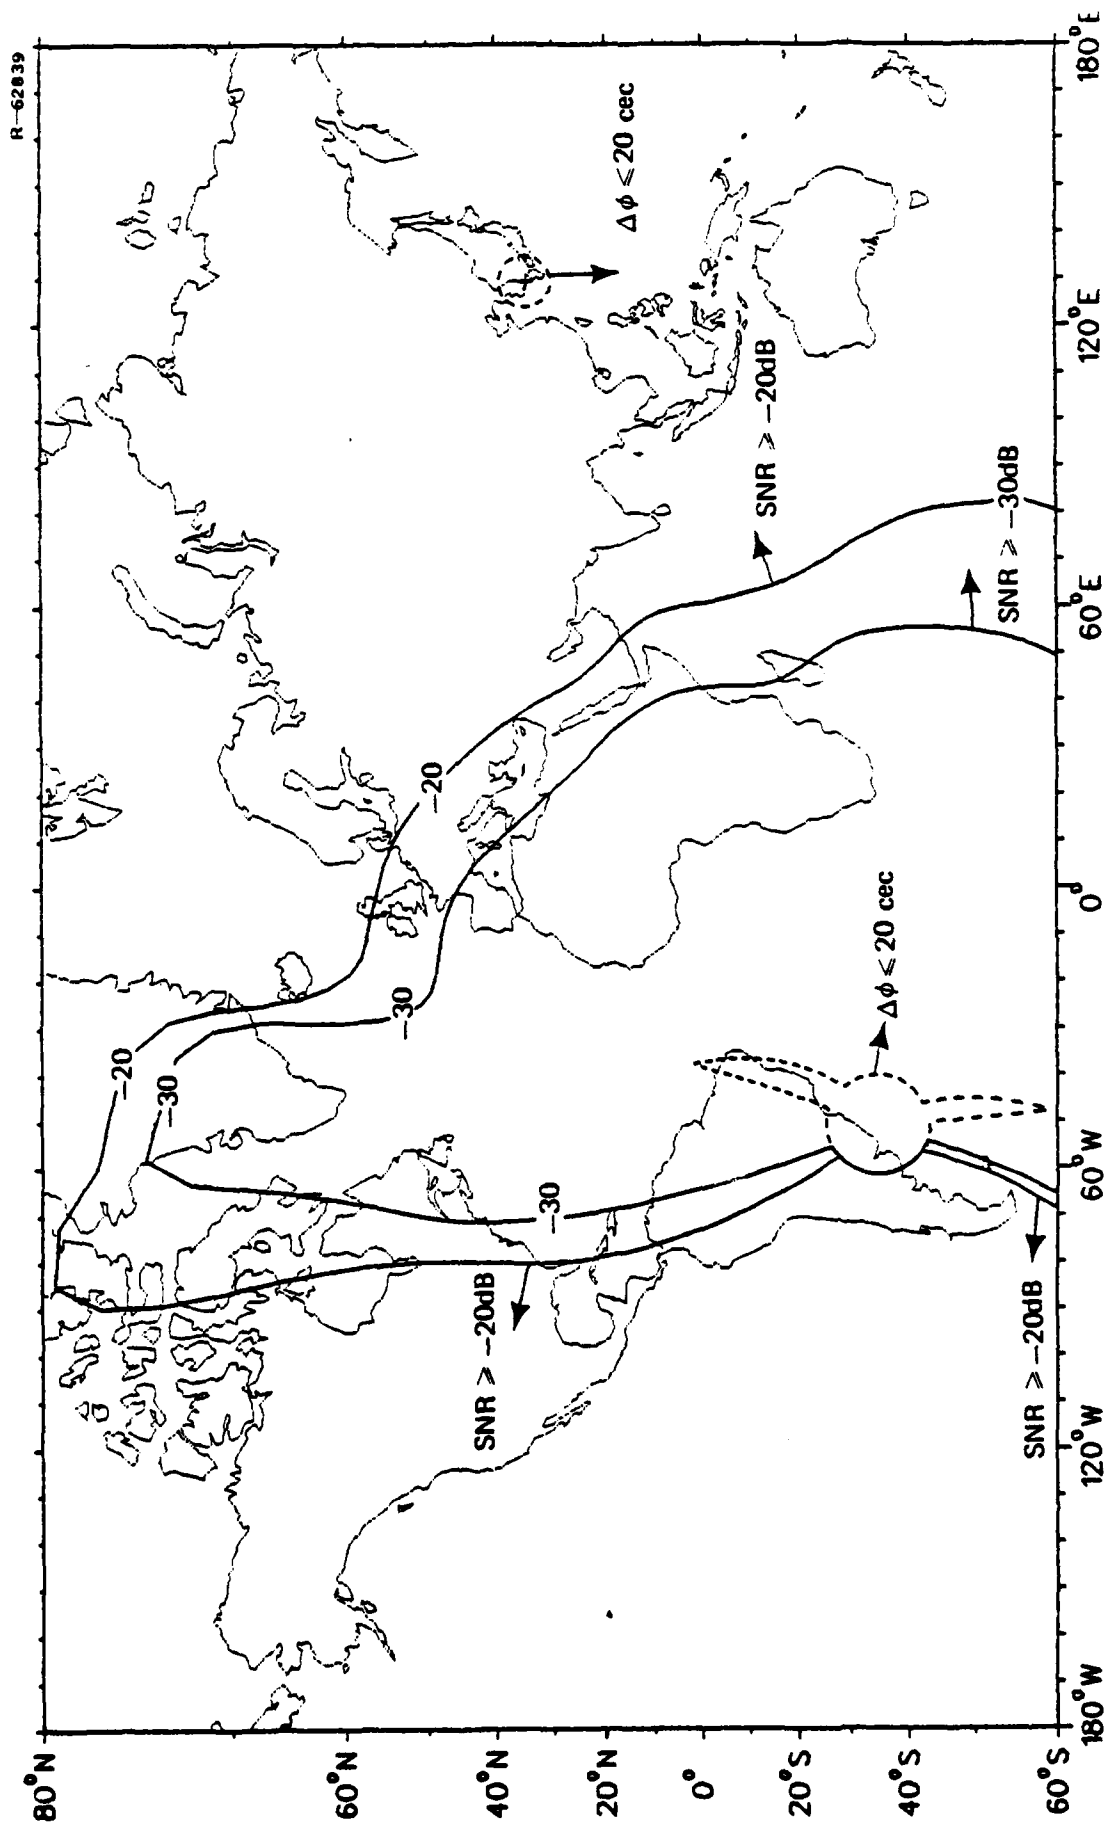 R-62839
80°N
60°N
40°N
20°N
0°
20°S
40°S
60°S
-20
-30
-20
-30
-30
SNR ⩾ -20dB
Δϕ ⩽ 20 cec
SNR ⩾ -20dB
Δϕ ⩽ 20 cec
SNR ⩾ -30dB
SNR ⩾ -20dB
180°W
120°W
60°W
0°
60°E
120°E
180°E